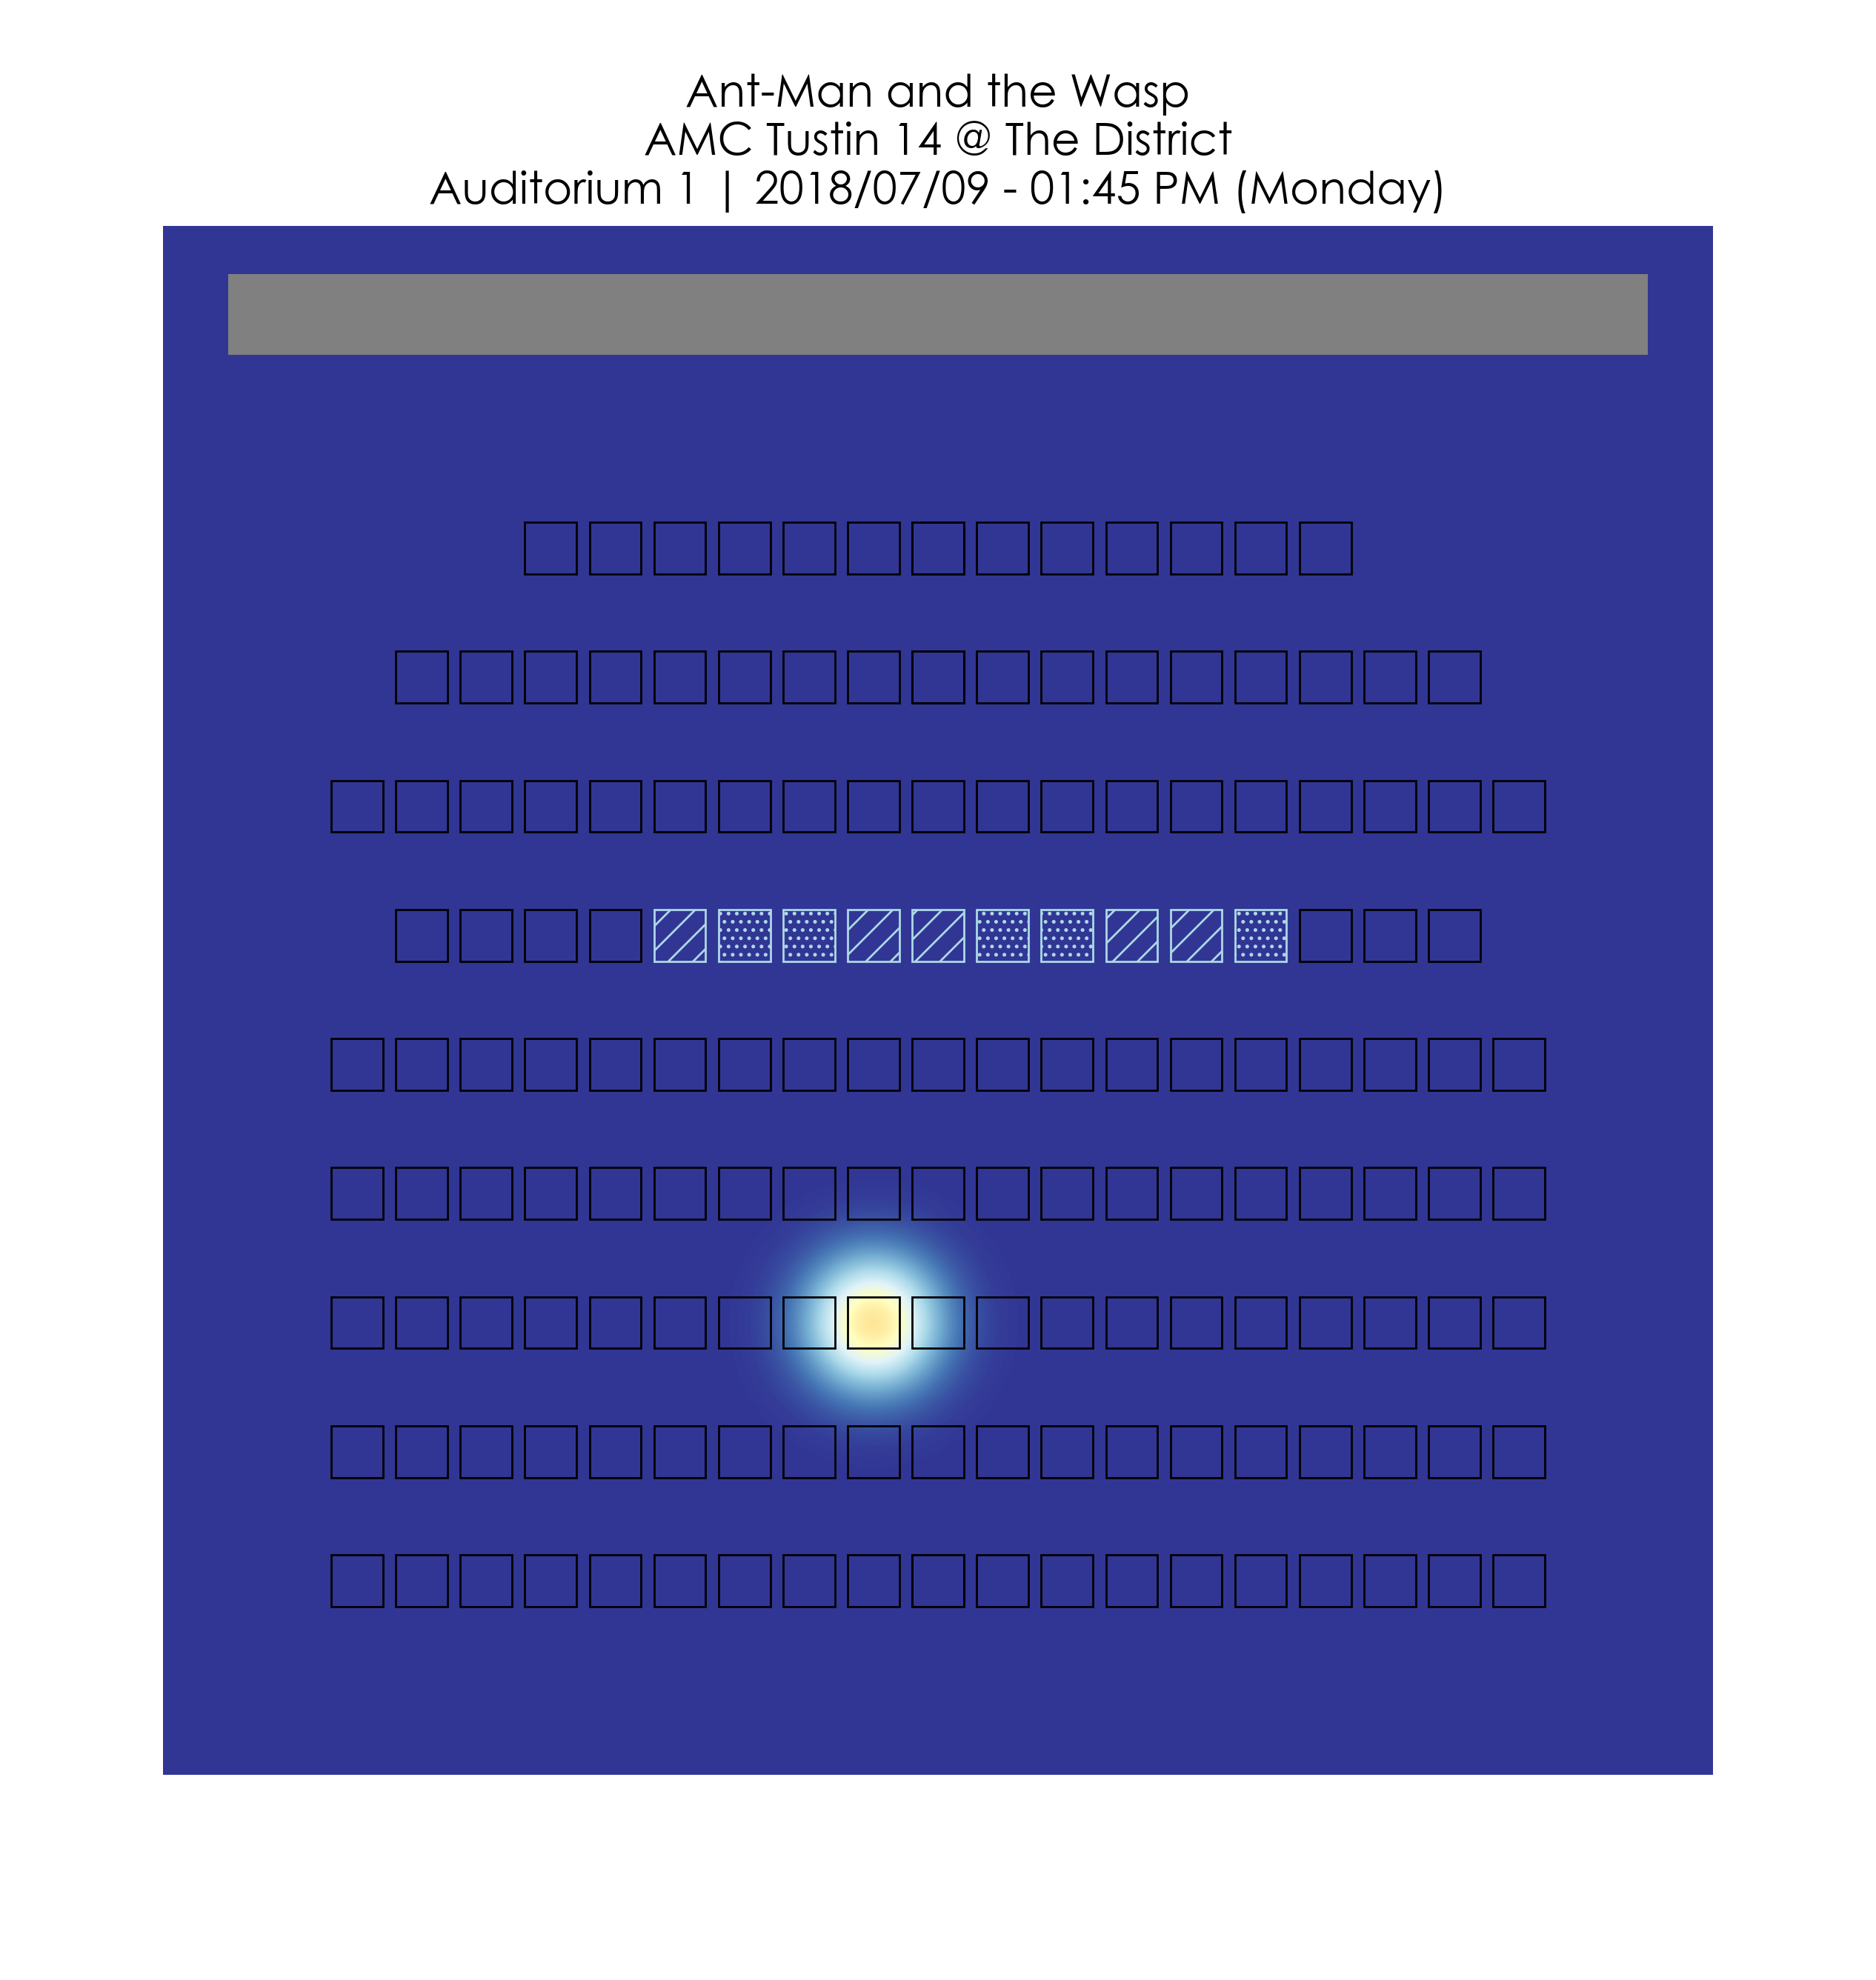 Ant-Man and the Wasp
AMC Tustin 14 @ The District
Auditorium 1 | 2018/07/09 - 01:45 PM (Monday)